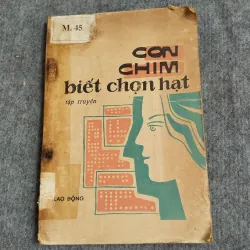 M. 45
CON
CHIM
biết chọn hạt
tập truyện
LAO ĐỘNG